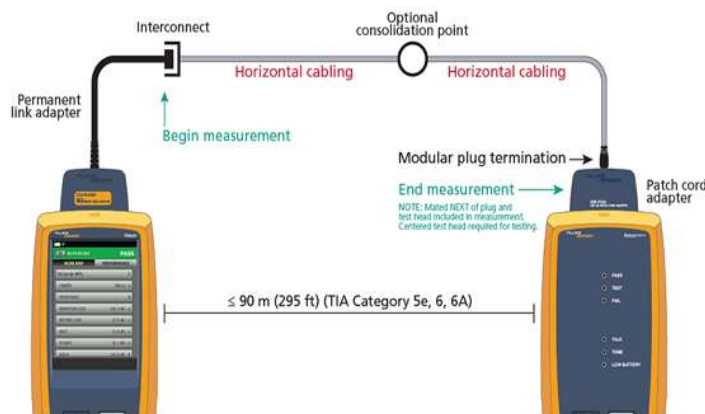 Interconnect
Optional
consolidation point
Horizontal cabling
Horizontal cabling
Permanent
link adapter
Begin measurement
Modular plug termination
End measurement
NOTE: Mated NEXT of plug and
test head included in measurement.
Centered test head required for testing.
Patch cord
adapter
PASS
≤ 90 m (295 ft) (TIA Category 5e, 6, 6A)
PASS
TEST
FAIL
TALK
TONE
LOW BATTERY